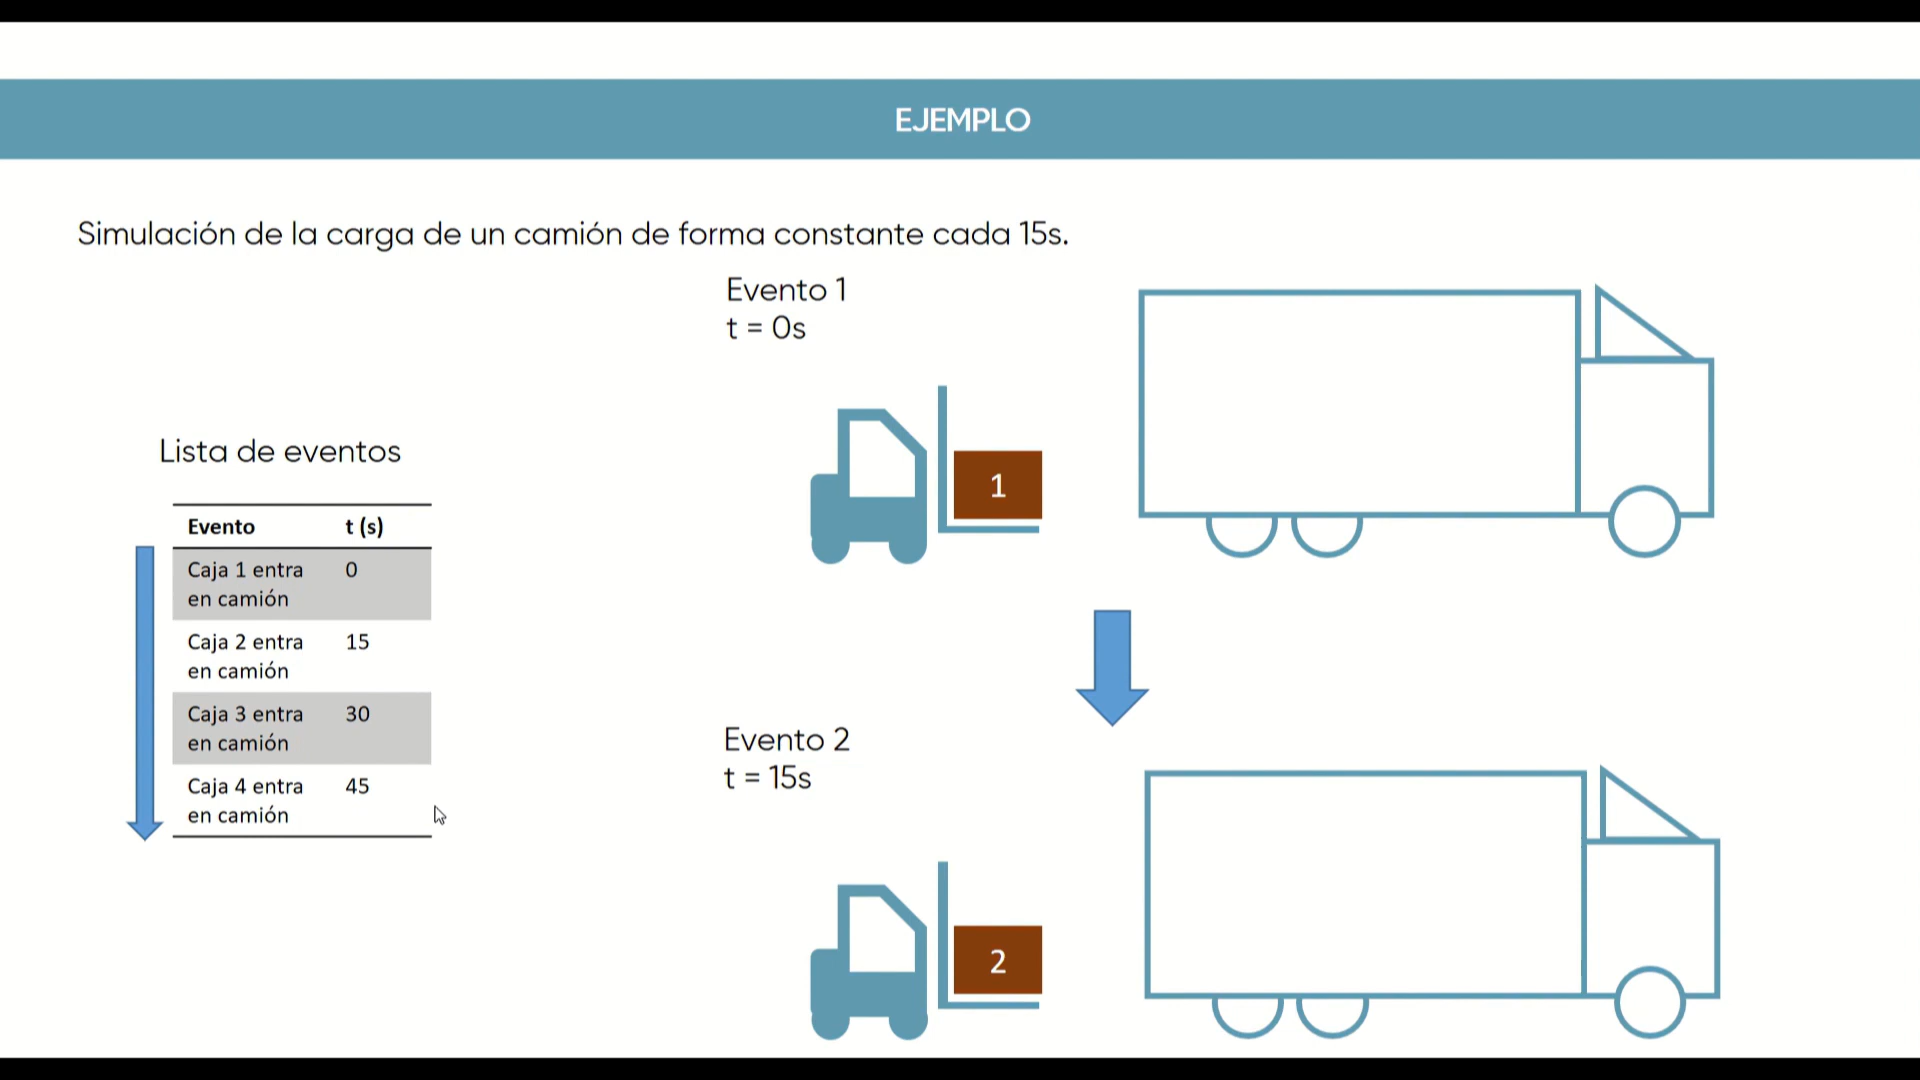 EJEMPLO
Simulación de la carga de un camión de forma constante cada 15s.
Evento 1
t = 0s
1
Lista de eventos
Evento t (s)
Caja 1 entra 0
en camión
Caja 2 entra 15
en camión
Caja 3 entra 30
en camión
Caja 4 entra 45
en camión
Evento 2
t = 15s
2